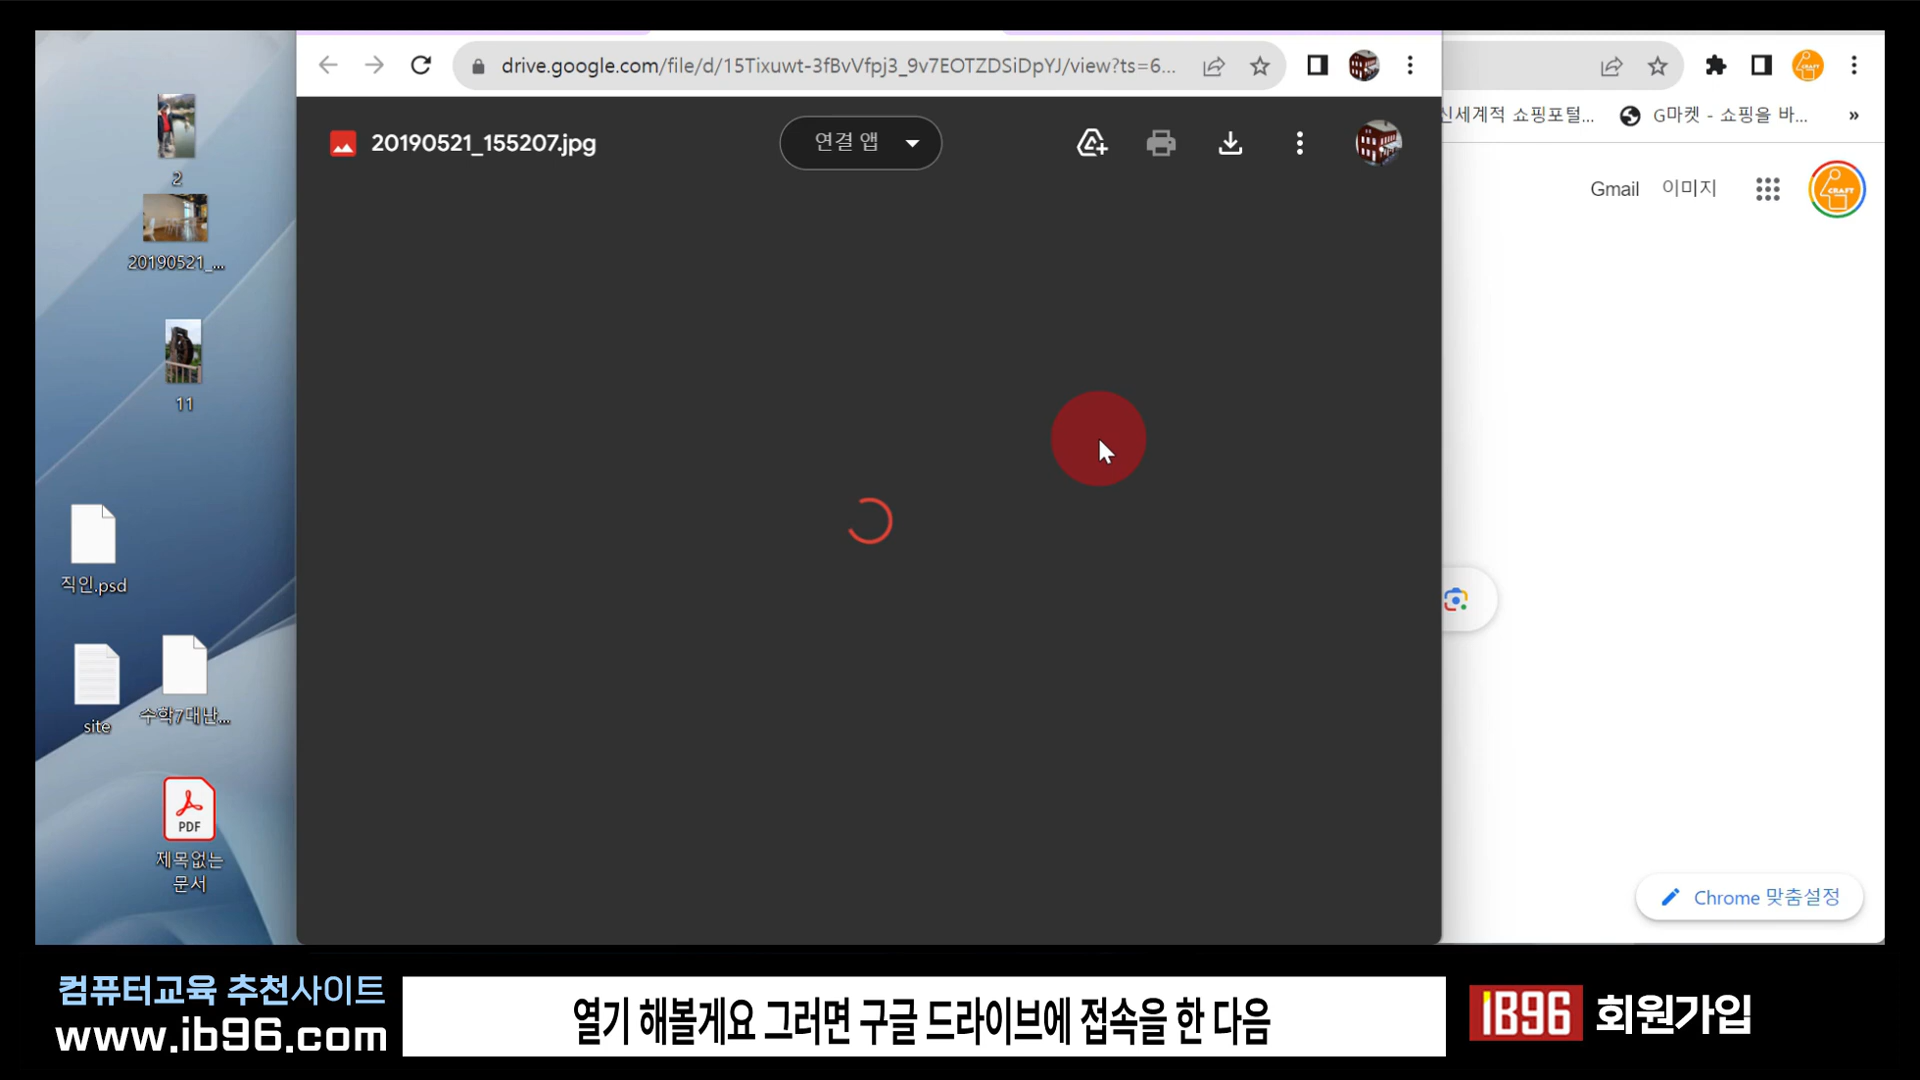 drive.google.com/file/d/15Tixuwt-3fBvVfpj3_9v7EOTZDSiDpYJ/view?ts=6...
신세계적 쇼핑포털...
G마켓 - 쇼핑을 바...
»
20190521_155207.jpg
연결 앱
Gmail
이미지
CRAFT
2
20190521_...
11
직인.psd
site
수학7대난...
PDF
제목없는
문서
Chrome 맞춤설정
컴퓨터교육 추천사이트
www.ib96.com
열기 해볼게요 그러면 구글 드라이브에 접속을 한 다음
IB96 회원가입